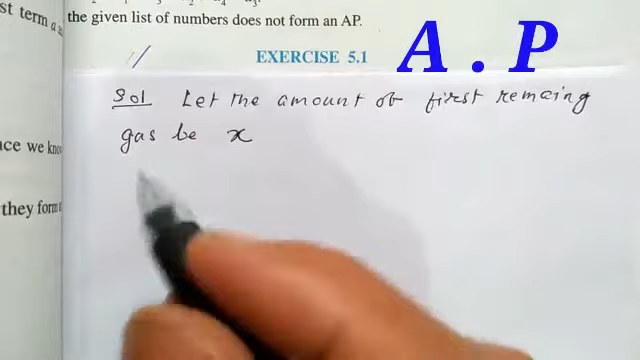 st term
the given list of numbers does not form an AP.
EXERCISE 5.1
A . P
Sol Let the amount of first remaing
gas be x
ce we know
they form